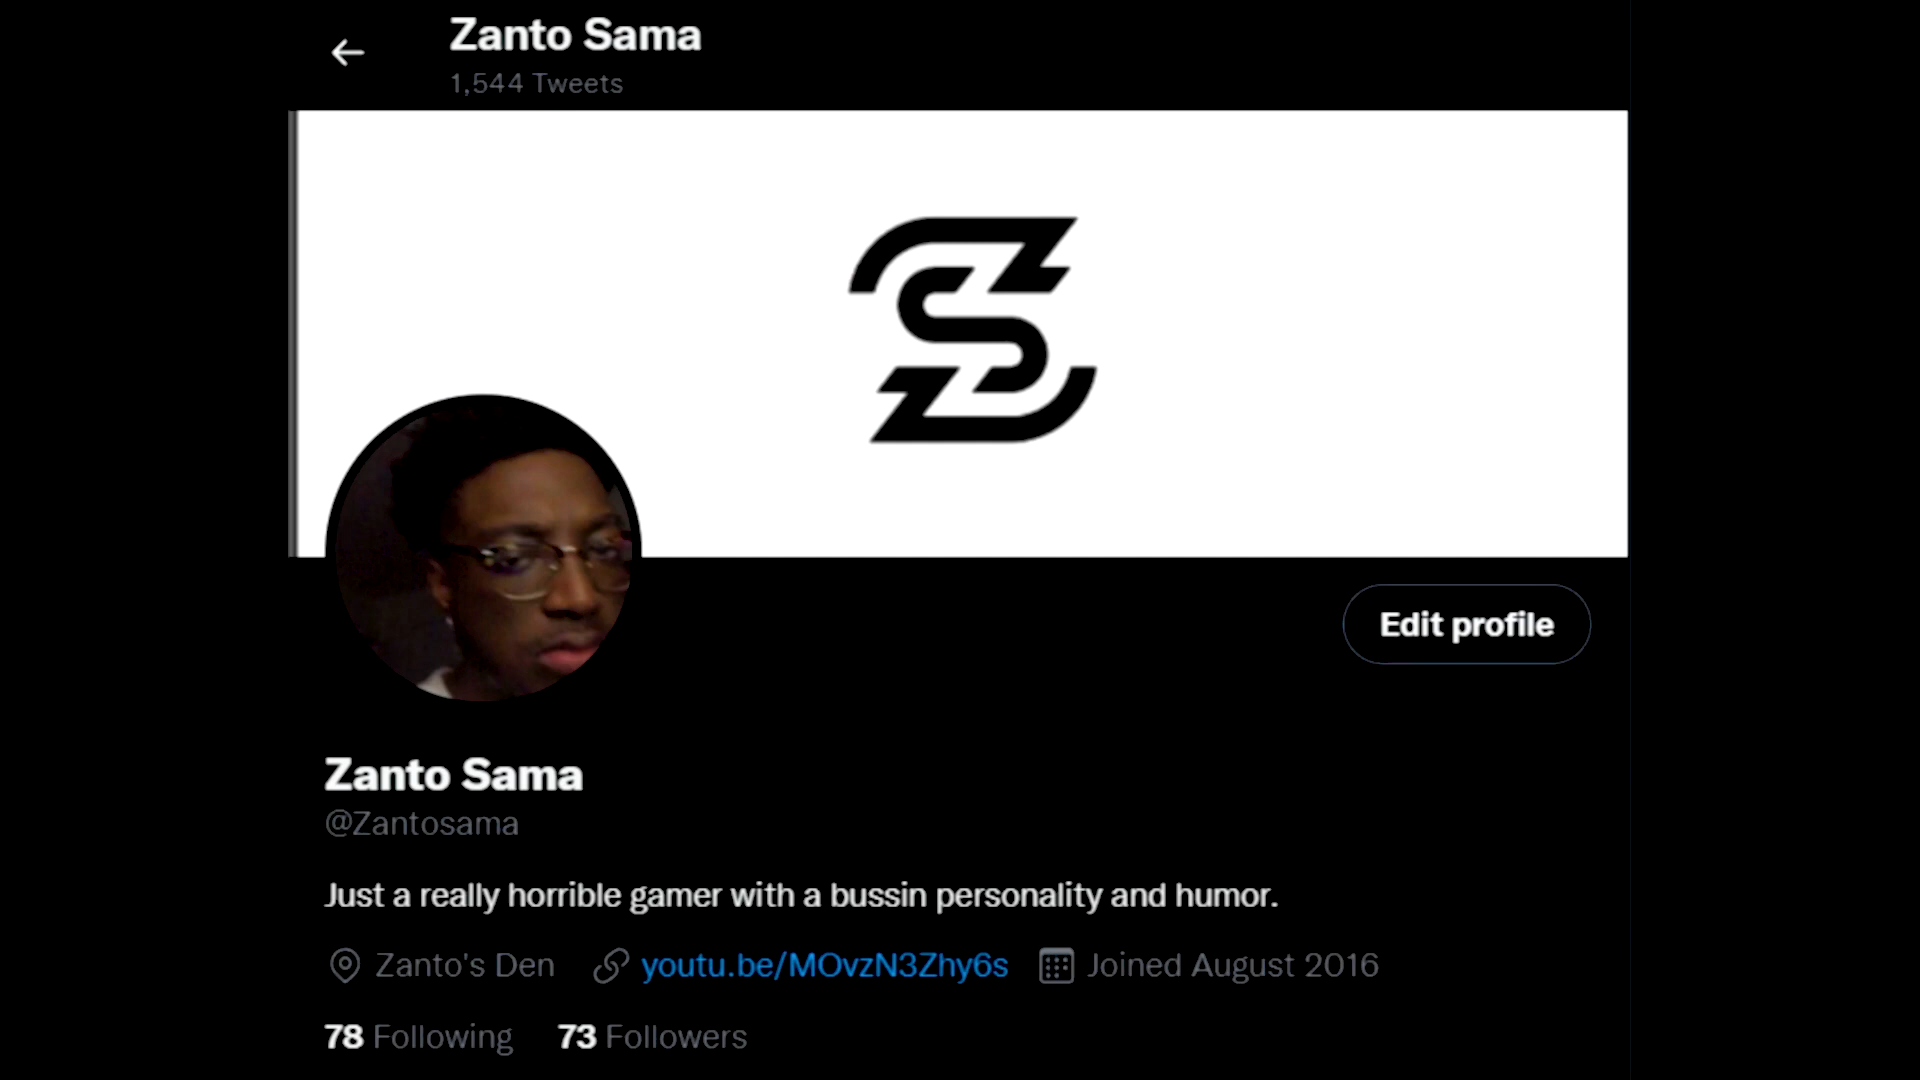 Zanto Sama
1,544 Tweets
Edit profile
Zanto Sama
@Zantosama
Just a really horrible gamer with a bussin personality and humor.
Zanto's Den youtu.be/MOvzN3Zhy6s Joined August 2016
78 Following 73 Followers